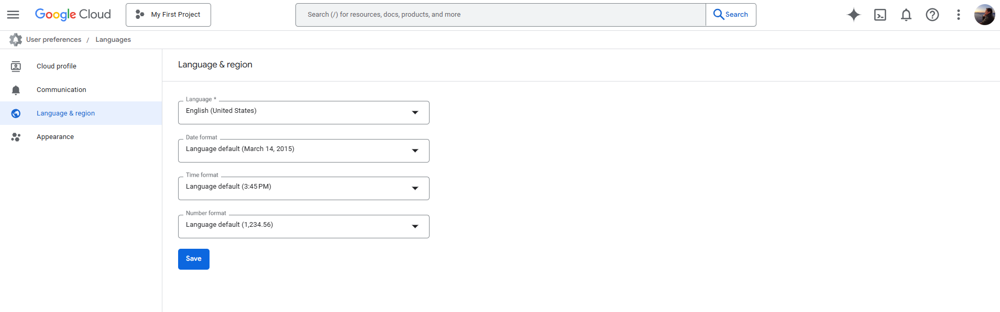 Google Cloud
My First Project
Search (/) for resources, docs, products, and more
Search
User preferences / Languages
Cloud profile
Communication
Language & region
Appearance
Language & region
Language *
English (United States)
Date format
Language default (March 14, 2015)
Time format
Language default (3:45 PM)
Number format
Language default (1,234.56)
Save